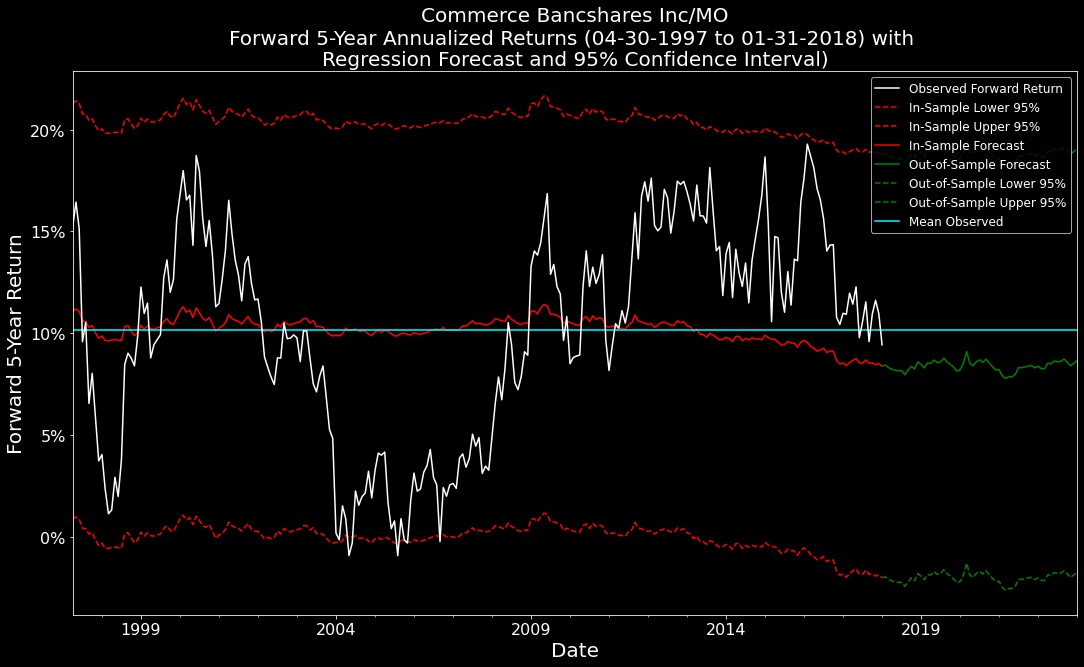 Commerce Bancshares Inc/MO
Forward 5-Year Annualized Returns (04-30-1997 to 01-31-2018) with
Regression Forecast and 95% Confidence Interval)
Observed Forward Return
In-Sample Lower 95%
In-Sample Upper 95%
In-Sample Forecast
Out-of-Sample Forecast
Out-of-Sample Lower 95%
Out-of-Sample Upper 95%
Mean Observed
Forward 5-Year Return
20%
15%
10%
5%
0%
1999
2004
2009
2014
2019
Date